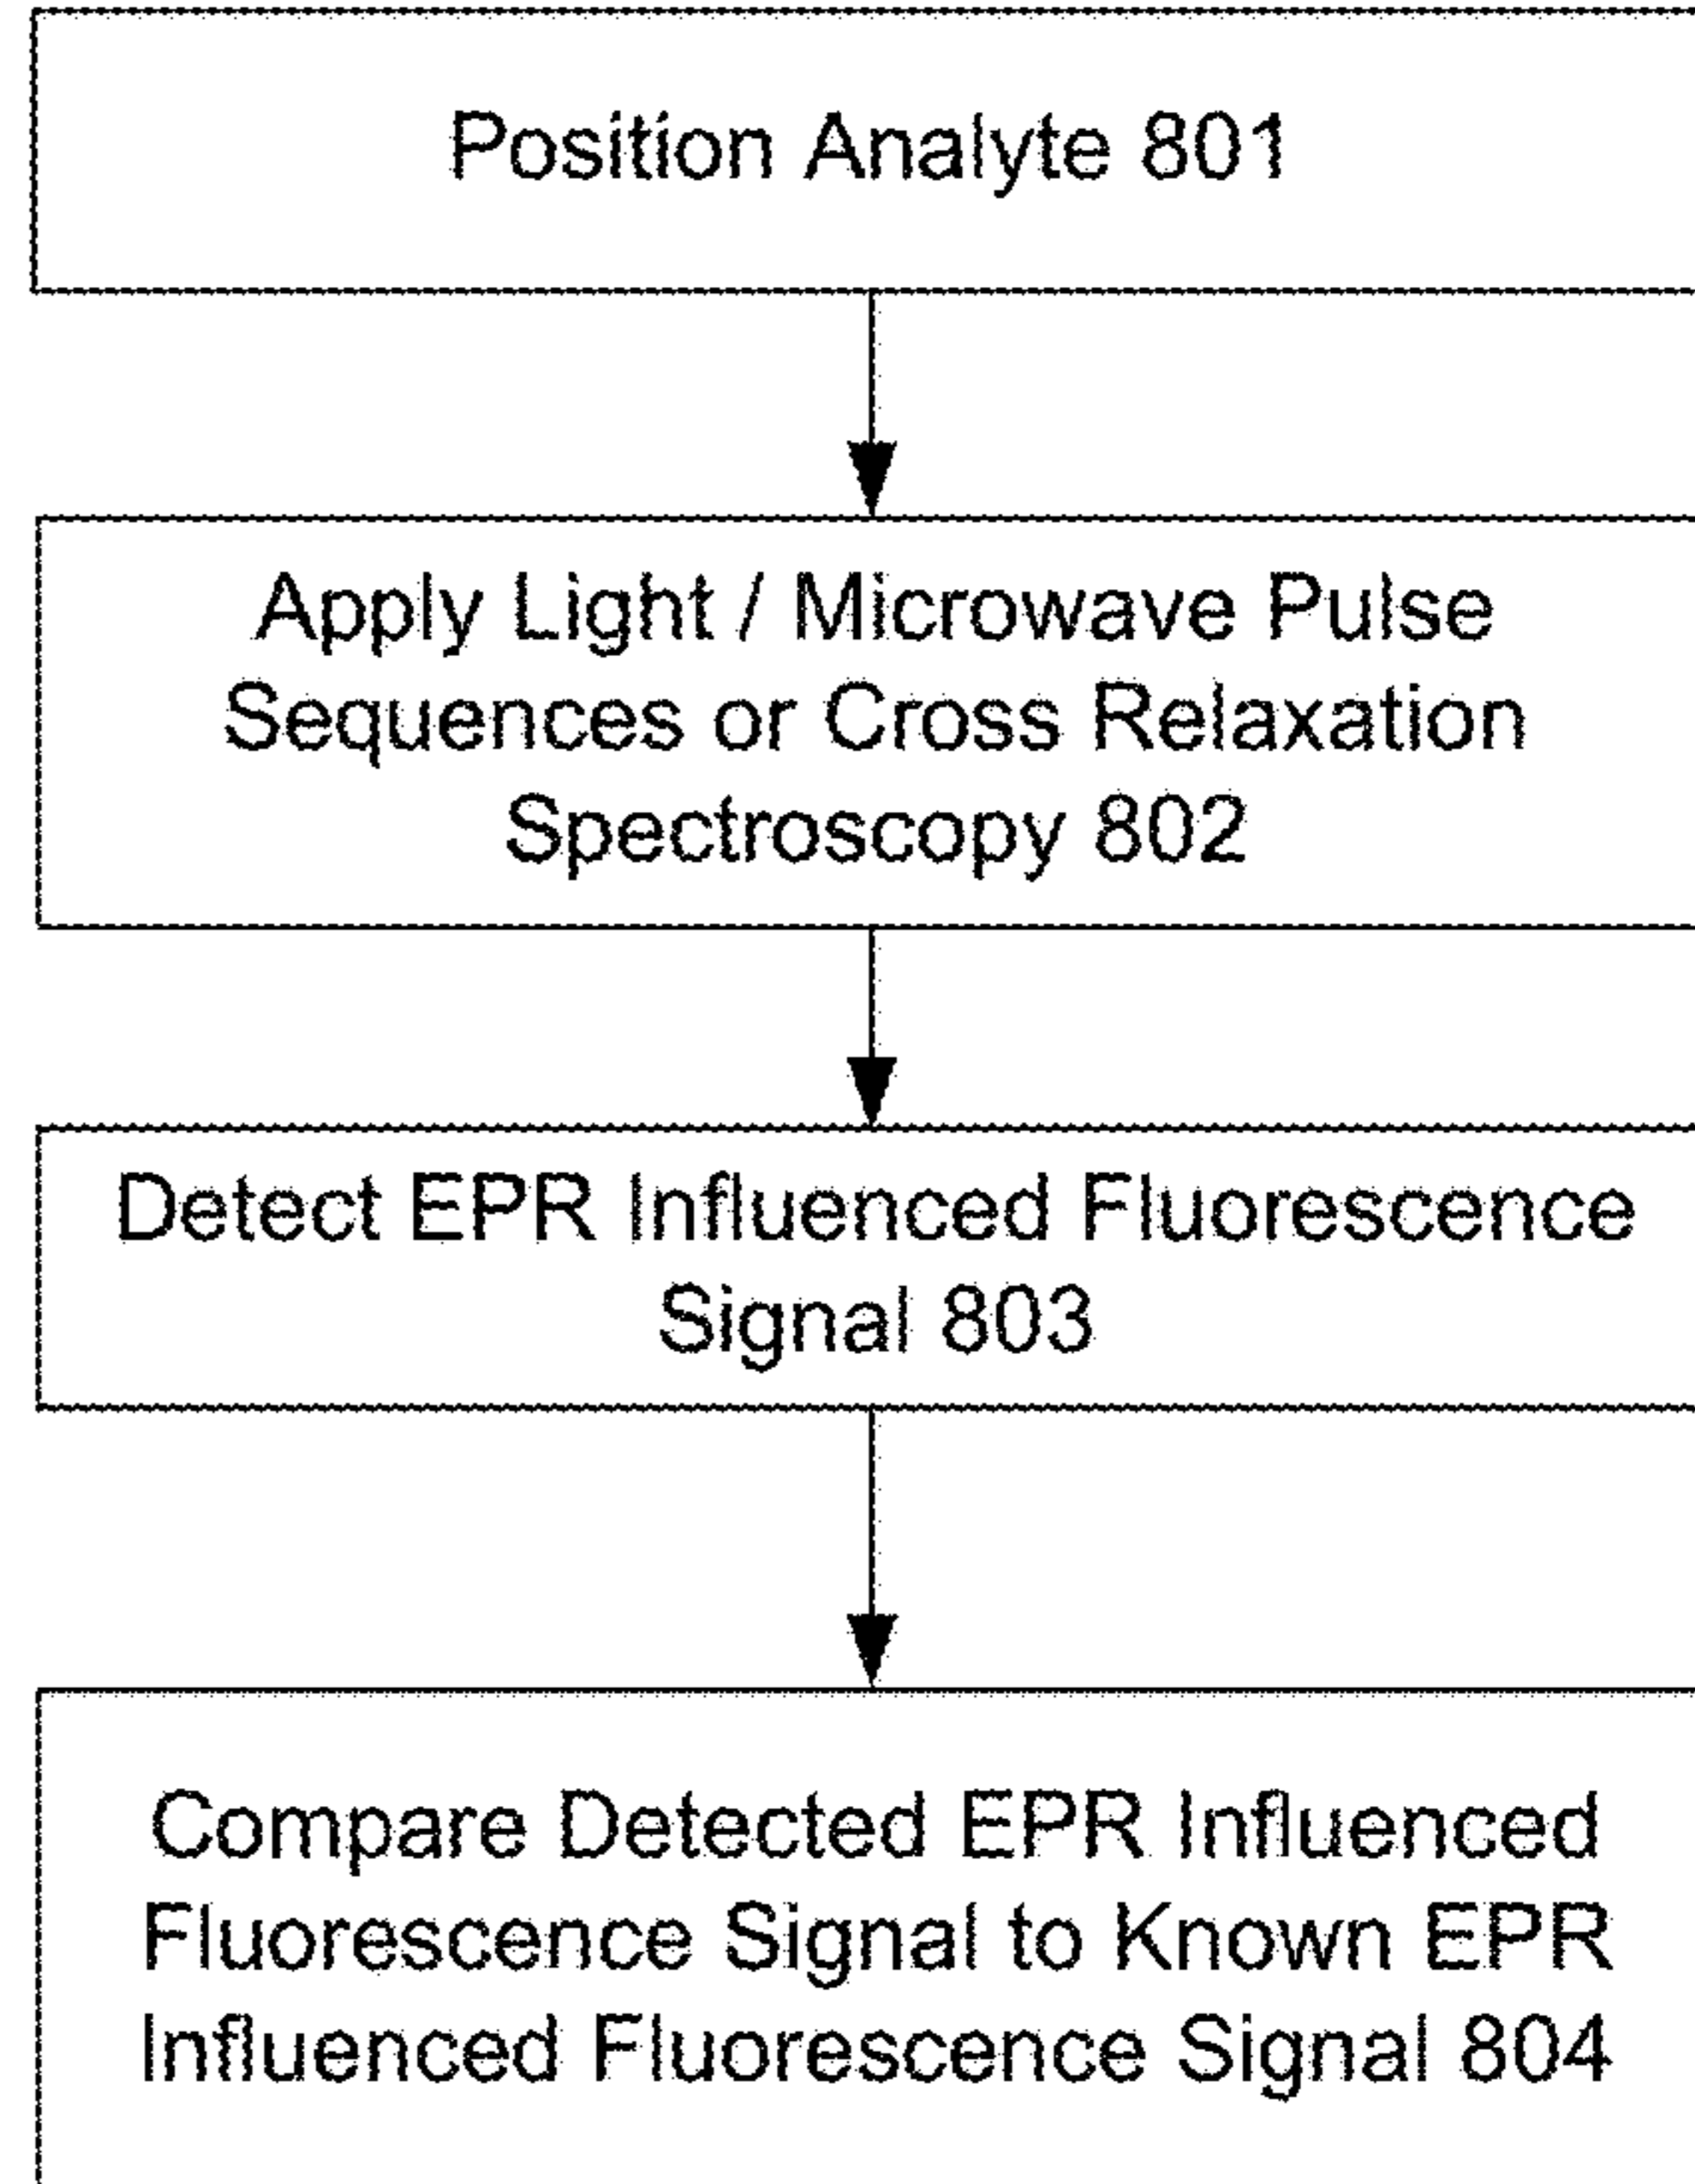 Position Analyte 801
Apply Light / Microwave Pulse
Sequences or Cross Relaxation
Spectroscopy 802
Detect EPR Influenced Fluorescence
Signal 803
Compare Detected EPR Influenced
Fluorescence Signal to Known EPR
Influenced Fluorescence Signal 804